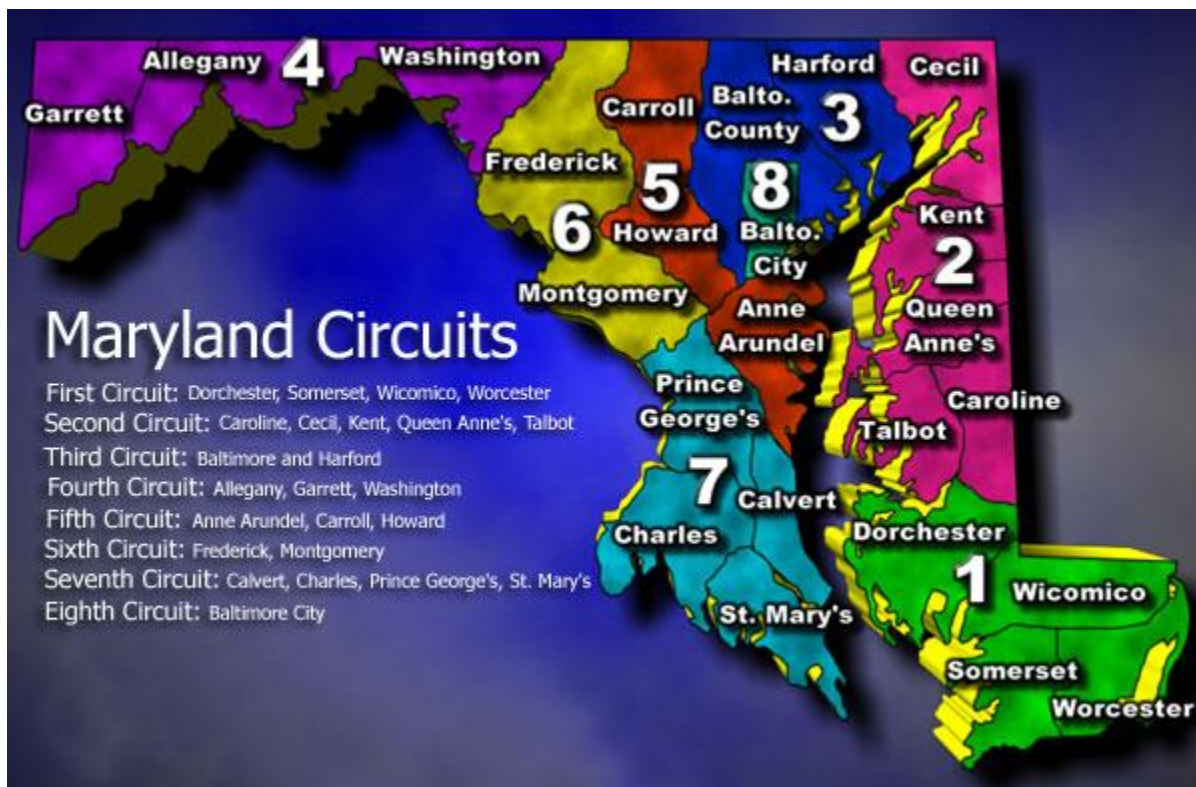 Allegany
4
Washington
Harford
Cecil
Garrett
Carroll
Balto.
County
3
Frederick
5
8
Kent
6
Howard
Balto.
City
2
Montgomery
Anne
Arundel
Queen
Anne's
Prince
George's
Caroline
Talbot
7
Calvert
Charles
Dorchester
1
Wicomico
St. Mary's
Somerset
Worcester
Maryland Circuits
First Circuit: Dorchester, Somerset, Wicomico, Worcester
Second Circuit: Caroline, Cecil, Kent, Queen Anne's, Talbot
Third Circuit: Baltimore and Harford
Fourth Circuit: Allegany, Garrett, Washington
Fifth Circuit: Anne Arundel, Carroll, Howard
Sixth Circuit: Frederick, Montgomery
Seventh Circuit: Calvert, Charles, Prince George's, St. Mary's
Eighth Circuit: Baltimore City